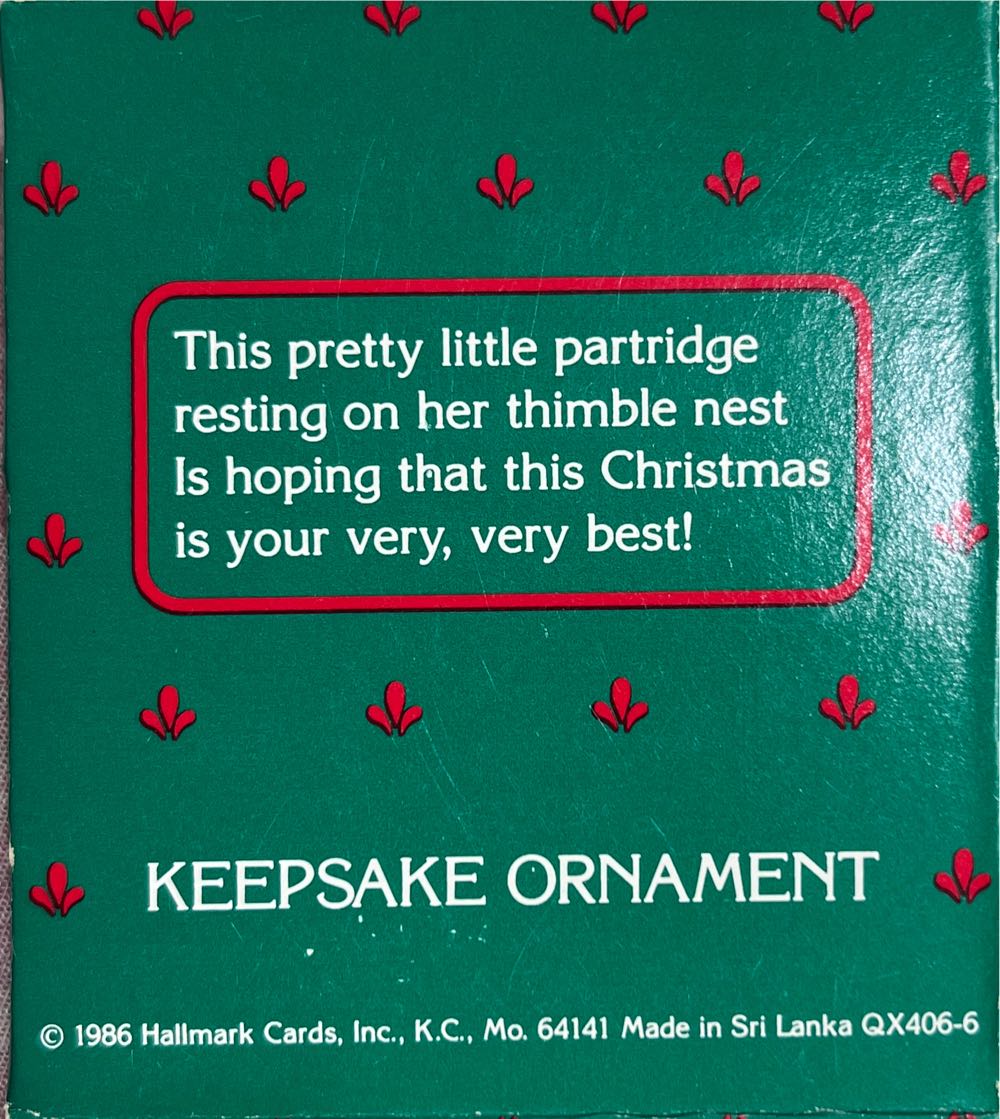 This pretty little partridge
resting on her thimble nest
Is hoping that this Christmas
is your very, very best!
KEEPSAKE ORNAMENT
© 1986 Hallmark Cards, Inc., K.C., Mo. 64141 Made in Sri Lanka QX406-6